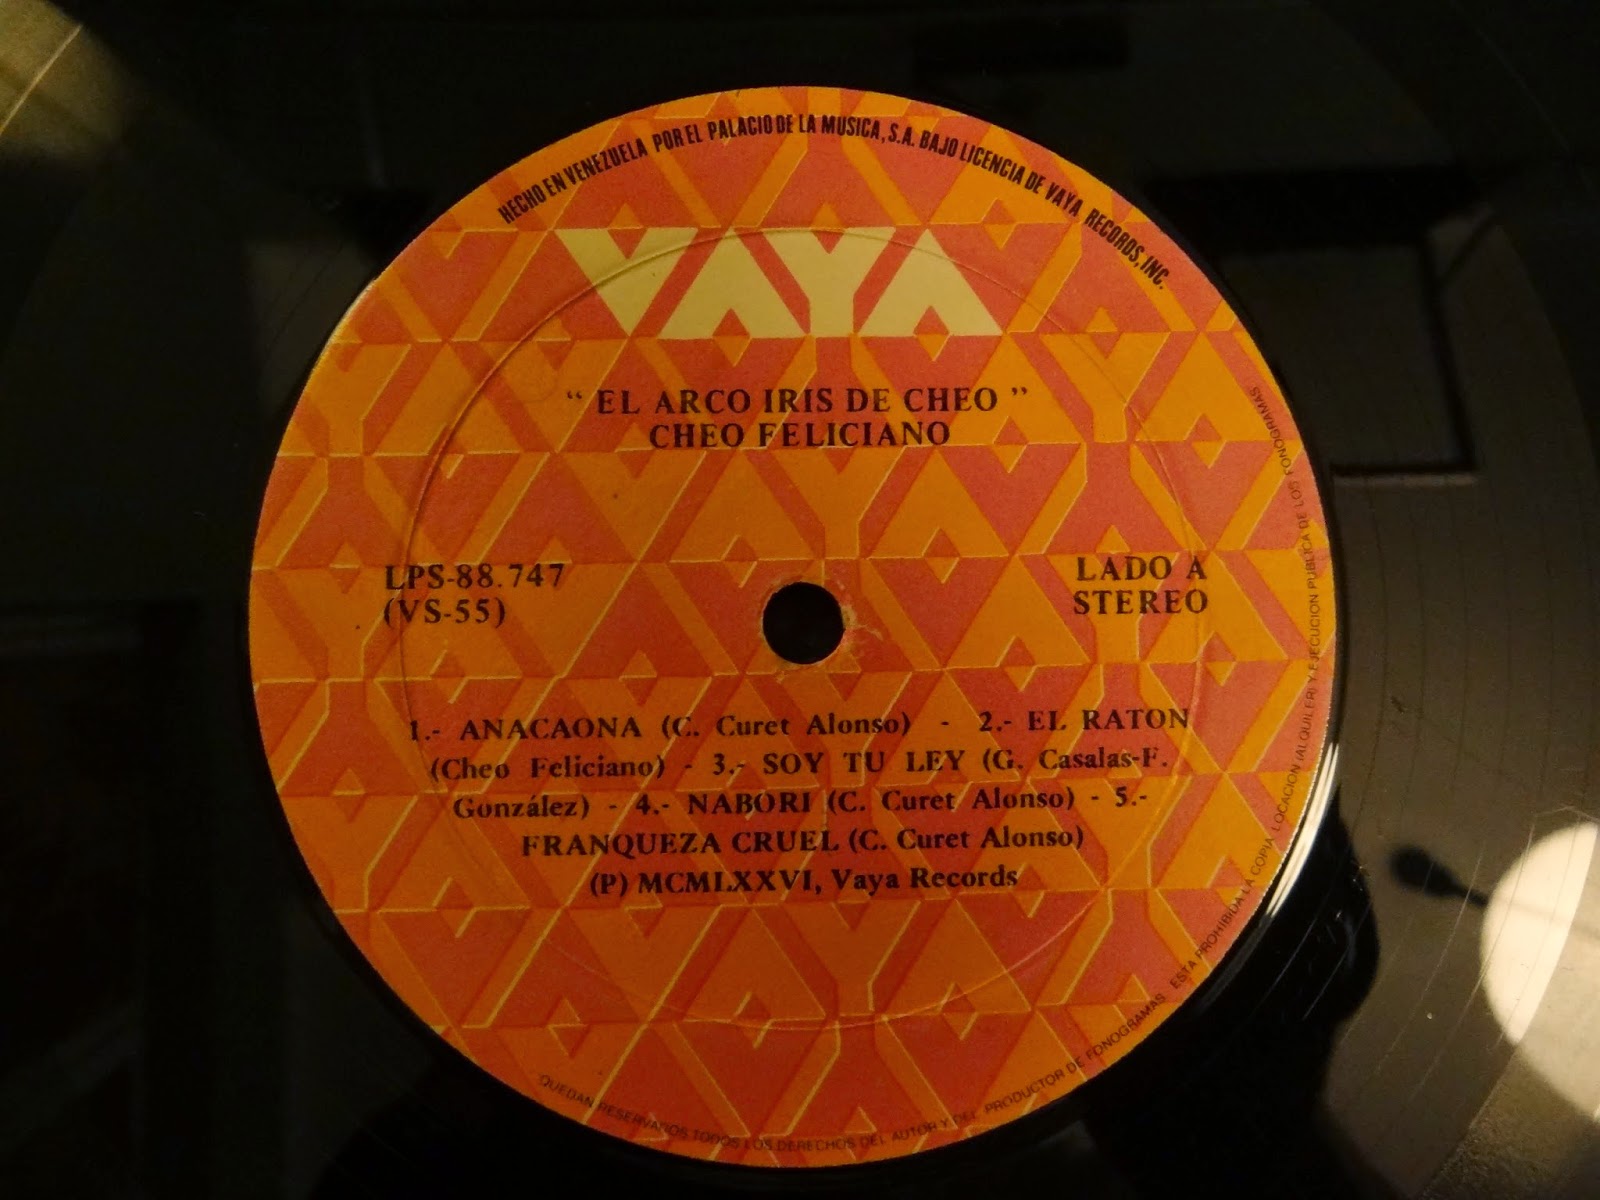 HECHO EN VENEZUELA POR EL PALACIO DE LA MUSICA, S.A. BAJO LICENCIA DE VAYA RECORDS, INC.
VAYA
" EL ARCO IRIS DE CHEO "
CHEO FELICIANO
LPS-88.747
(VS-55)
LADO A
STEREO
1.- ANACAONA (C. Curet Alonso) - 2.- EL RATON
(Cheo Feliciano) - 3.- SOY TU LEY (G. Casalas-F.
González) - 4.- NABORI (C. Curet Alonso) - 5.-
FRANQUEZA CRUEL (C. Curet Alonso)
(P) MCMLXXVI, Vaya Records
QUEDAN RESERVADOS TODOS LOS DERECHOS DEL AUTOR Y DEL PRODUCTOR DE FONOGRAMAS ESTA PROHIBIDA LA COPIA LOCACION (ALQUILER) Y EJECUCION PUBLICA DE LOS FONOGRAMAS